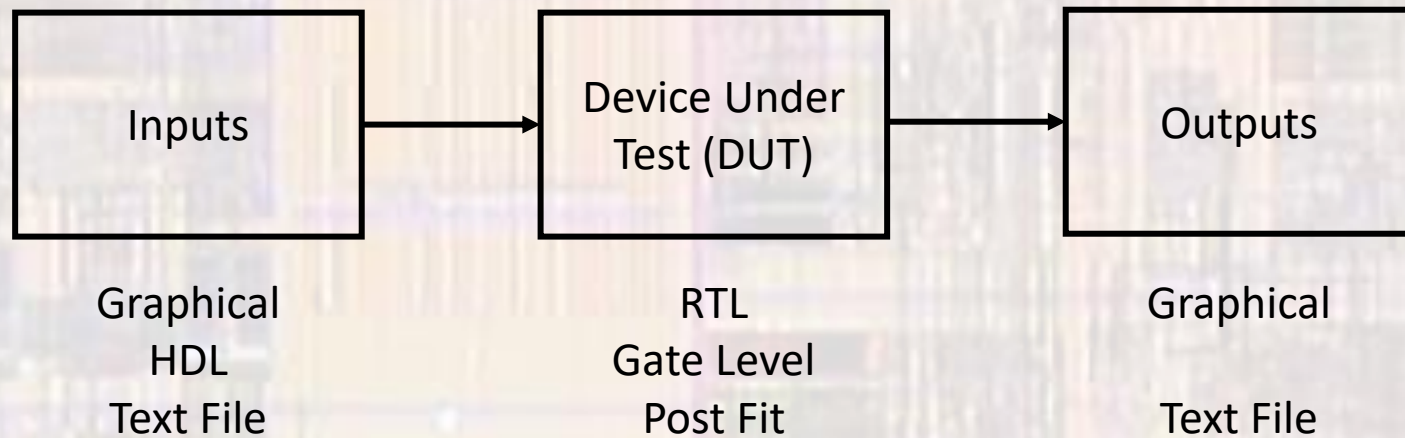 Inputs
Device Under
Test (DUT)
Outputs
Graphical
HDL
Text File
RTL
Gate Level
Post Fit
Graphical
Text File